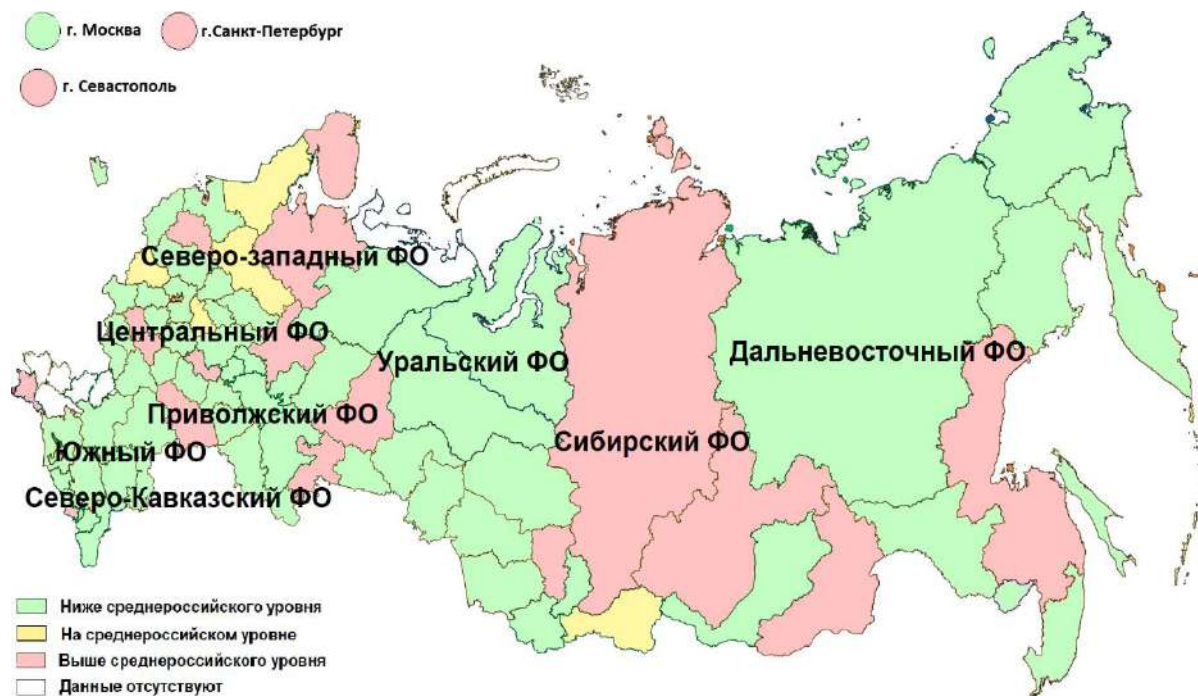 г. Москва
г.Санкт-Петербург
г. Севастополь
Северо-западный ФО
Центральный ФО
Уральский ФО
Дальневосточный ФО
Приволжский ФО
Сибирский ФО
Южный ФО
Северо-Кавказский ФО
Ниже среднероссийского уровня
На среднероссийском уровне
Выше среднероссийского уровня
Данные отсутствуют